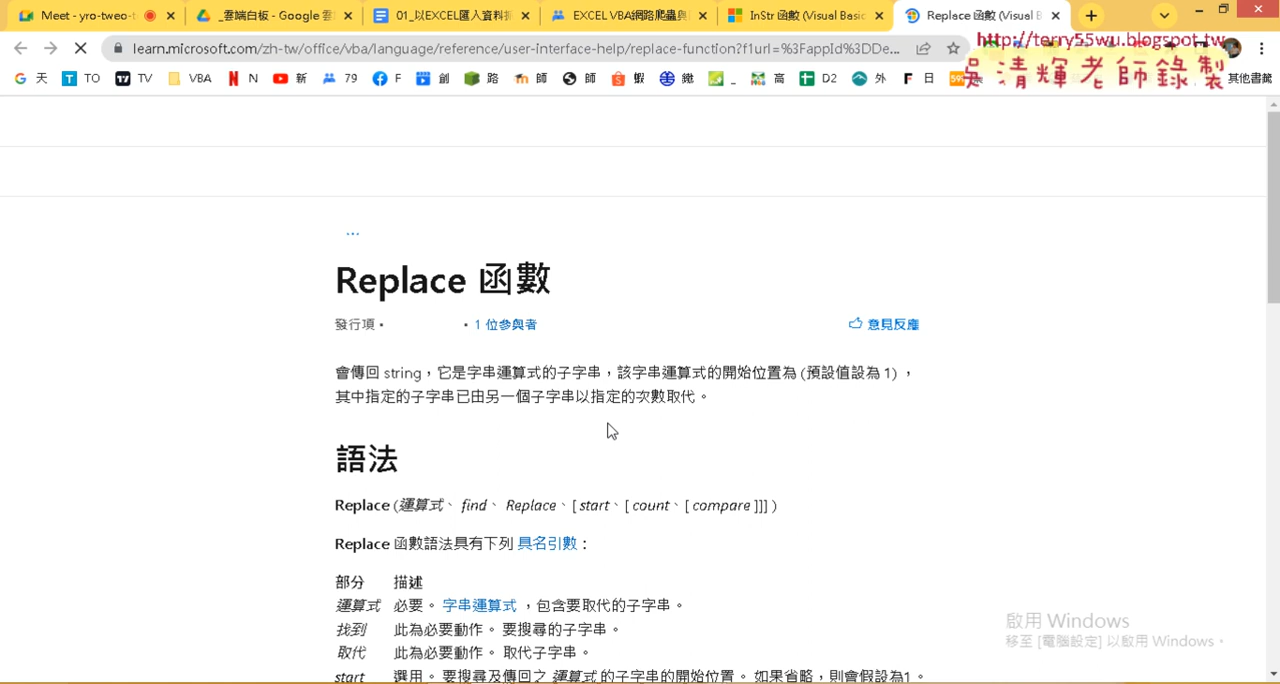 Meet - yro-tweo-t
_雲端白板 - Google 雲
01_以EXCEL匯入資料折
EXCEL VBA網路爬蟲與
InStr 函數 (Visual Basic
Replace 函數 (Visual B
learn.microsoft.com/zh-tw/office/vba/language/reference/user-interface-help/replace-function?f1url=%3FappId%3DDe...
http://terry55wu.blogspot.tw
吳清輝老師錄製
天 TO TV VBA N 新 79 F 創 路 師 師 蝦 高 D2 外 日 其他書籤
...
Replace 函數
發行項 • • 1 位參與者 意見反應
會傳回 string，它是字串運算式的子字串，該字串運算式的開始位置為 (預設值設為 1) ，
其中指定的子字串已由另一個子字串以指定的次數取代。
語法
Replace (運算式、 find、 Replace、[ start、[ count、[ compare ]]] )
Replace 函數語法具有下列 具名引數：
部分 描述
運算式 必要。 字串運算式 ，包含要取代的子字串。
找到 此為必要動作。 要搜尋的子字串。
取代 此為必要動作。 取代子字串。
start 選用。 要搜尋及傳回之 運算式 的子字串的開始位置。 如果省略，則會假設為1。
啟用 Windows
移至 [電腦設定] 以啟用 Windows。